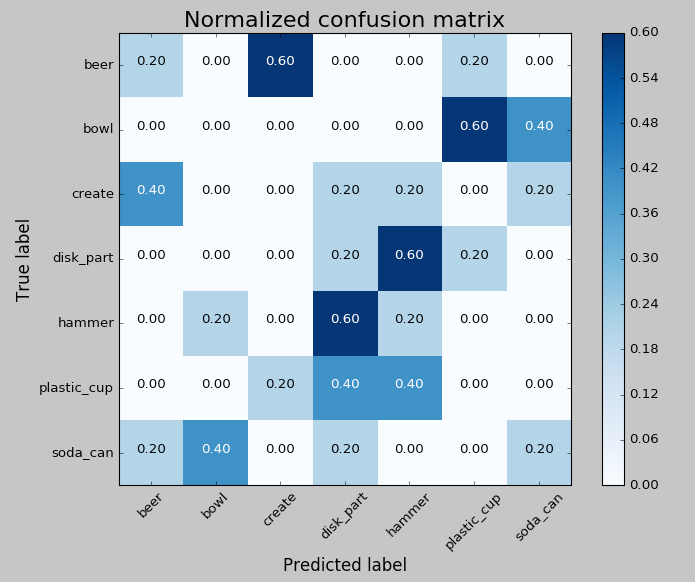 Normalized confusion matrix
True label
beer 0.20 0.00 0.60 0.00 0.00 0.20 0.00
bowl 0.00 0.00 0.00 0.00 0.00 0.60 0.40
create 0.40 0.00 0.00 0.20 0.20 0.00 0.20
disk_part 0.00 0.00 0.00 0.20 0.60 0.20 0.00
hammer 0.00 0.20 0.00 0.60 0.20 0.00 0.00
plastic_cup 0.00 0.00 0.20 0.40 0.40 0.00 0.00
soda_can 0.20 0.40 0.00 0.20 0.00 0.00 0.20
beer bowl create disk_part hammer plastic_cup soda_can
Predicted label
0.60
0.54
0.48
0.42
0.36
0.30
0.24
0.18
0.12
0.06
0.00